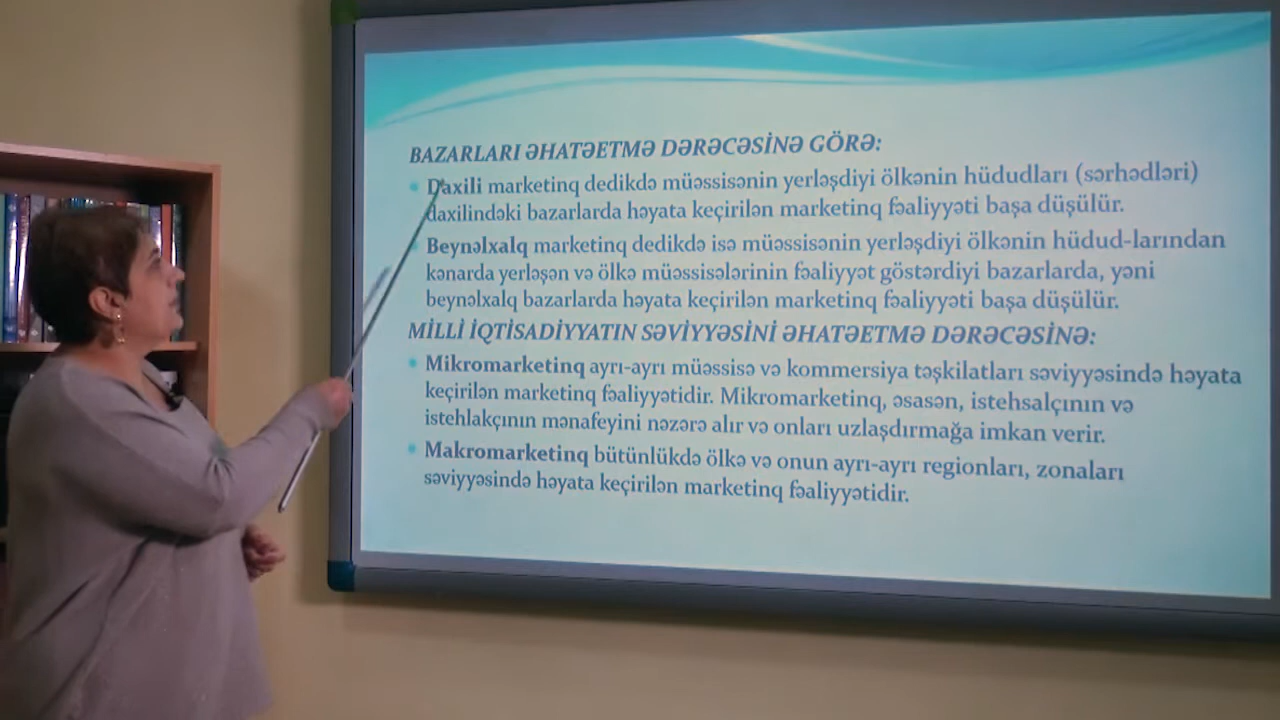 BAZARLARI ƏHATƏETMƏ DƏRƏCƏSİNƏ GÖRƏ:
Daxili marketinq dedikdə müəssisənin yerləşdiyi ölkənin hüdudları (sərhədləri)
daxilindəki bazarlarda həyata keçirilən marketinq fəaliyyəti başa düşülür.
Beynəlxalq marketinq dedikdə isə müəssisənin yerləşdiyi ölkənin hüdud-larından
kənarda yerləşən və ölkə müəssisələrinin fəaliyyət göstərdiyi bazarlarda, yəni
beynəlxalq bazarlarda həyata keçirilən marketinq fəaliyyəti başa düşülür.
MİLLİ İQTİSADİYYATIN SƏVİYYƏSİNİ ƏHATƏETMƏ DƏRƏCƏSİNƏ:
Mikromarketinq ayrı-ayrı müəssisə və kommersiya təşkilatları səviyyəsində həyata
keçirilən marketinq fəaliyyətidir. Mikromarketinq, əsasən, istehsalçının və
istehlakçının mənafeyini nəzərə alır və onları uzlaşdırmağa imkan verir.
Makromarketinq bütünlükdə ölkə və onun ayrı-ayrı regionları, zonaları
səviyyəsində həyata keçirilən marketinq fəaliyyətidir.